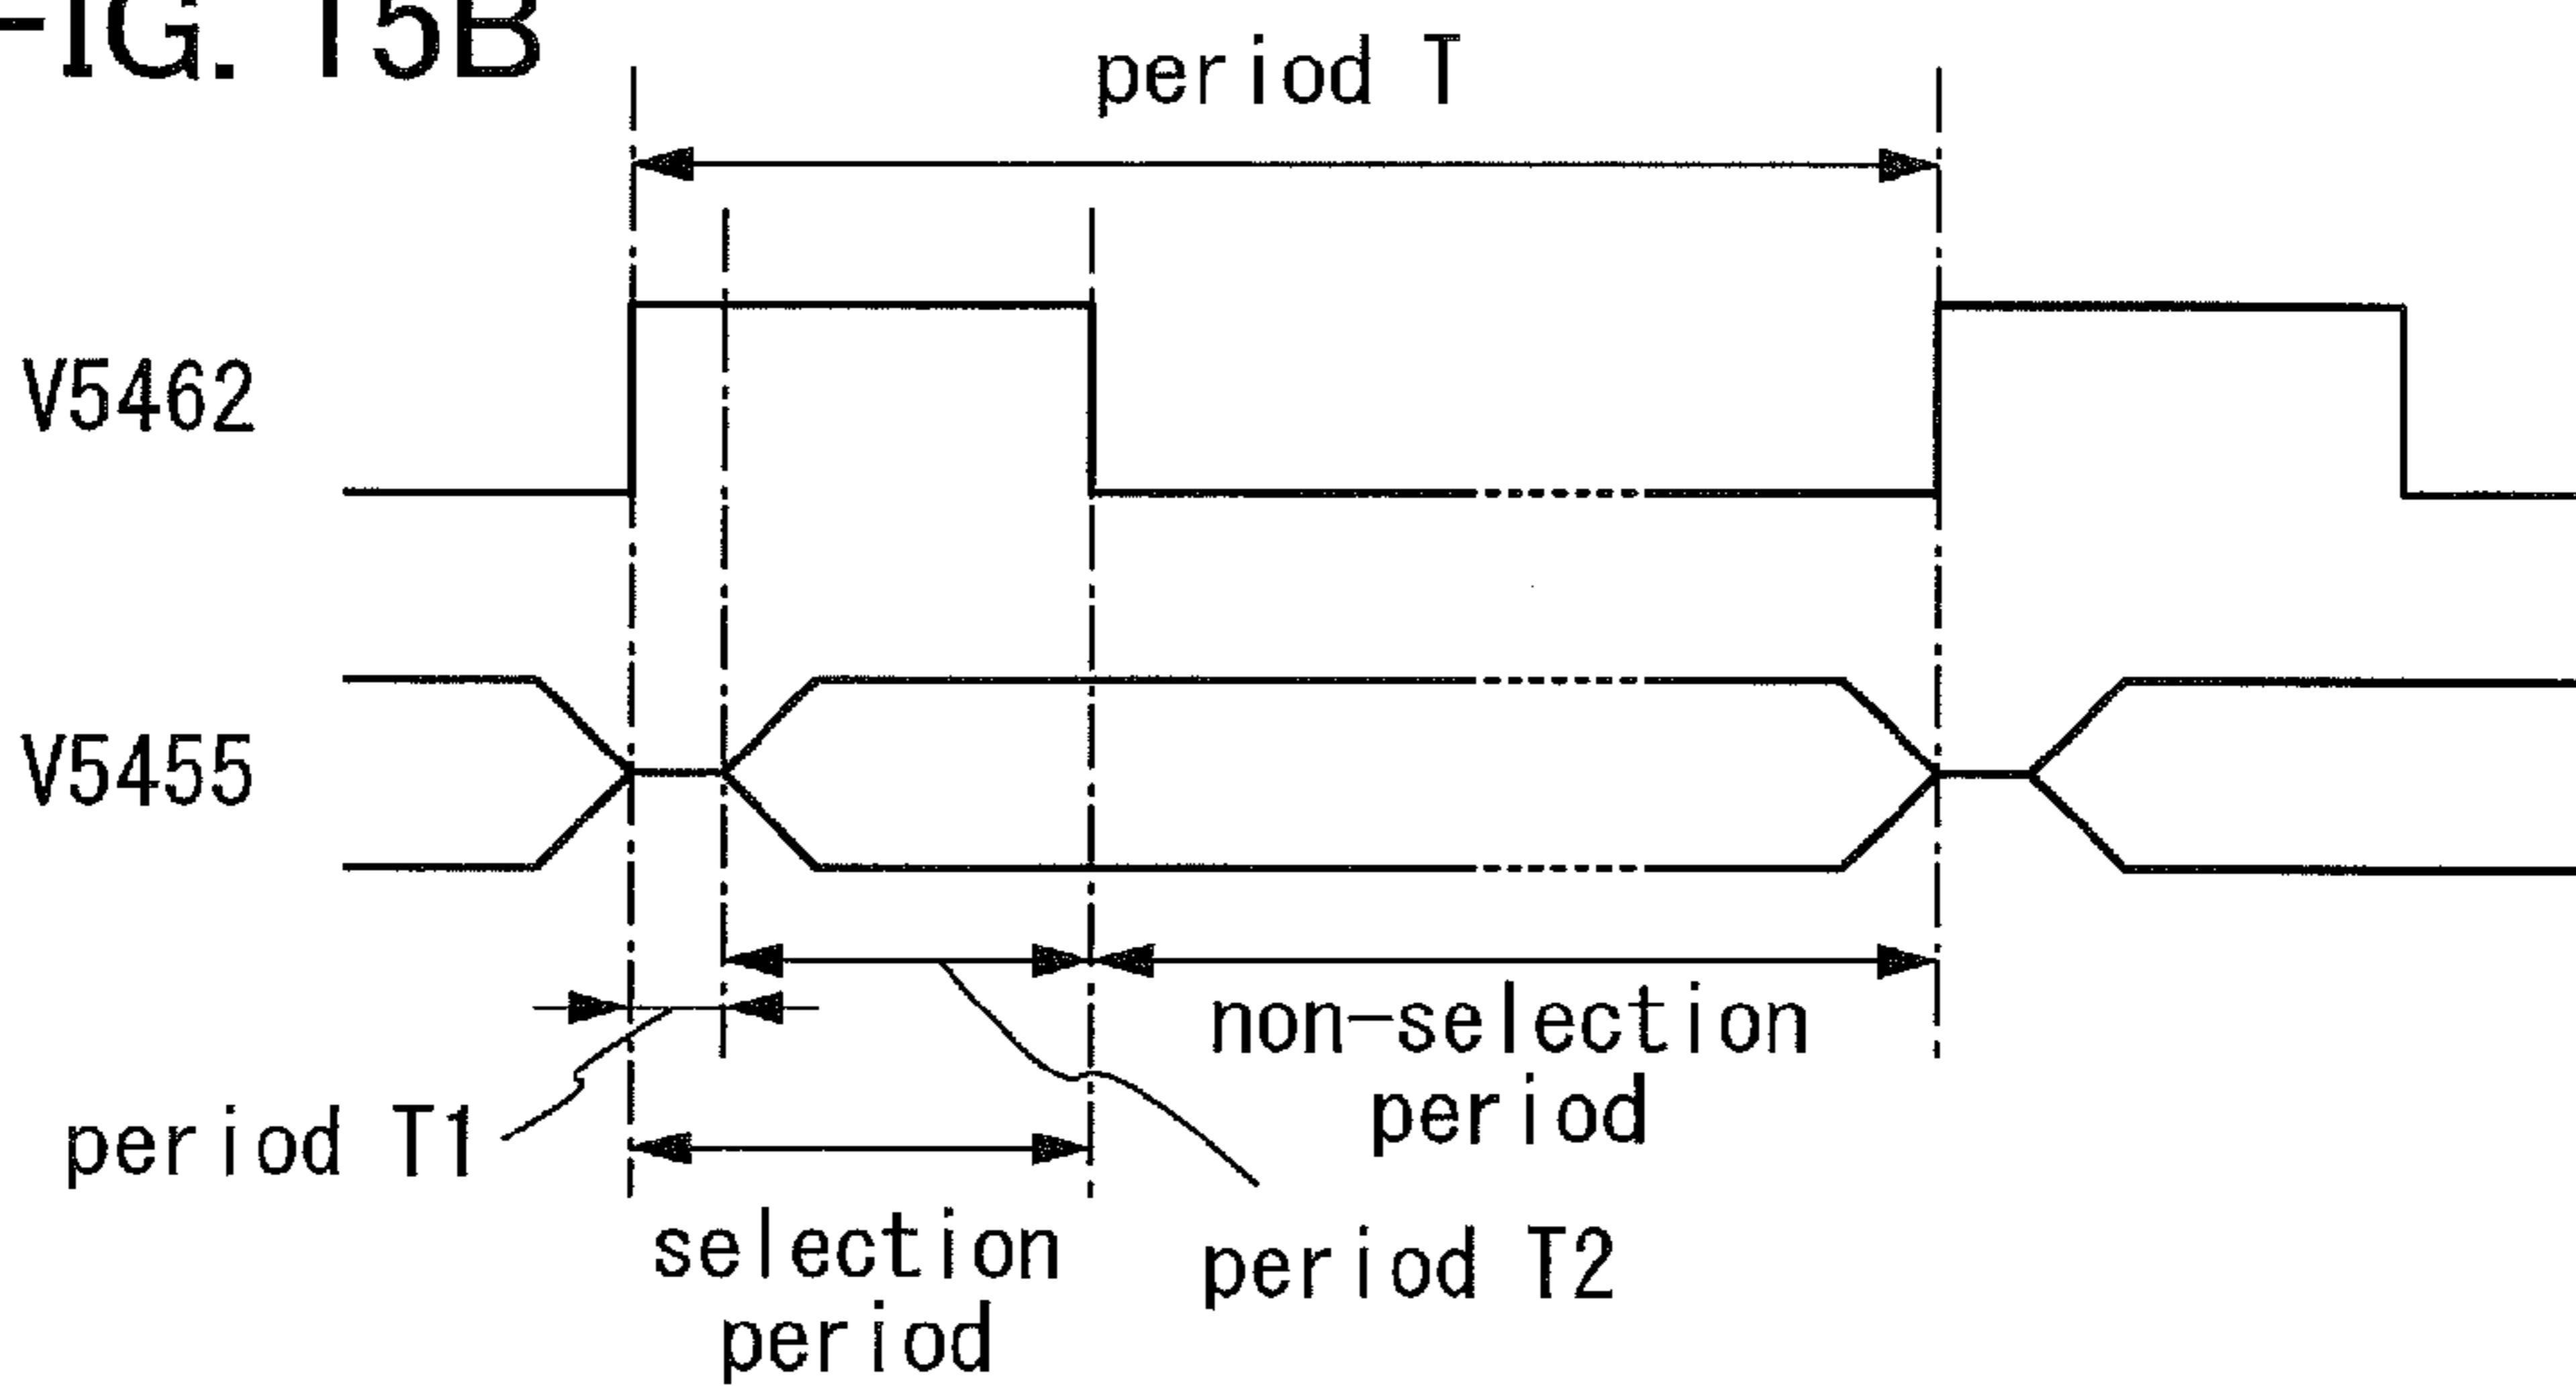 FIG. 15B
period T
V5462
V5455
non-selection
period
period T1
selection
period
period T2